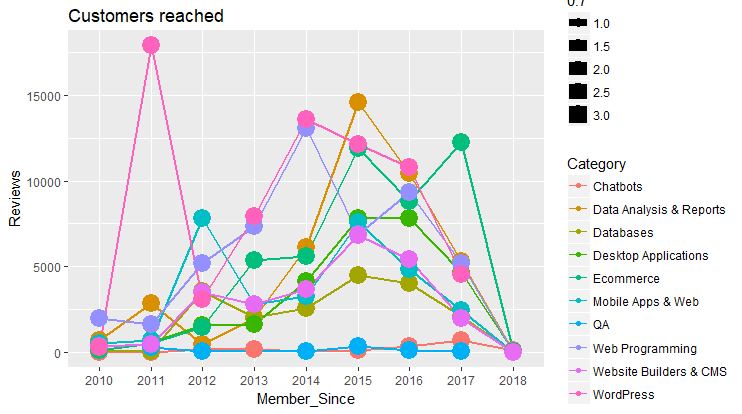 Customers reached
Reviews
15000
10000
5000
0
2010 2011 2012 2013 2014 2015 2016 2017 2018
Member_Since
0.7
1.0
1.5
2.0
2.5
3.0
Category
Chatbots
Data Analysis & Reports
Databases
Desktop Applications
Ecommerce
Mobile Apps & Web
QA
Web Programming
Website Builders & CMS
WordPress